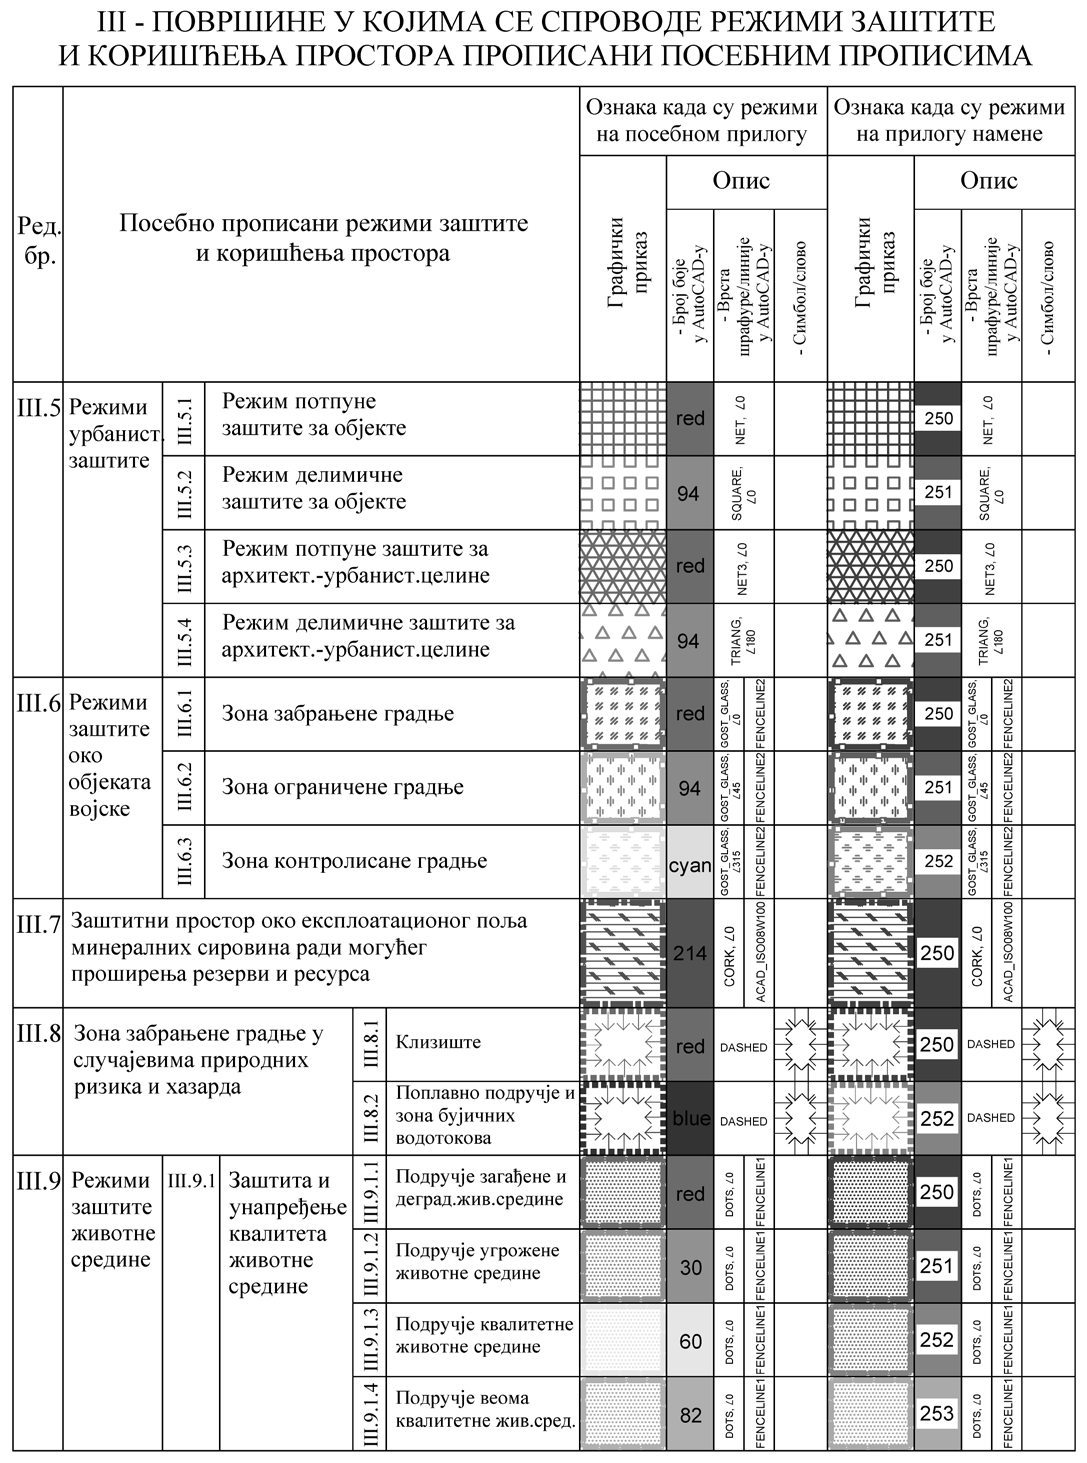 III - ПОВРШИНЕ У КОЈИМА СЕ СПРОВОДЕ РЕЖИМИ ЗАШТИТЕ
И КОРИШЋЕЊА ПРОСТОРА ПРОПИСАНИ ПОСЕБНИМ ПРОПИСИМА
Ред.
бр.
Посебно прописани режими заштите
и коришћења простора
Ознака када су режими
на посебном прилогу
Ознака када су режими
на прилогу намене
Графички
приказ
Опис
- Број боје
у AutoCAD-у
- Врста
шрафуре/линије
у AutoCAD-у
- Симбол/слово
Графички
приказ
Опис
- Број боје
у AutoCAD-у
- Врста
шрафуре/линије
у AutoCAD-у
- Симбол/слово
III.5
Режими
урбанист.
заштите
III.5.1
Режим потпуне
заштите за објекте
red
NET, ∠0
250
NET, ∠0
III.5.2
Режим делимичне
заштите за објекте
94
SQUARE,
∠0
251
SQUARE,
∠0
III.5.3
Режим потпуне заштите за
архитект.-урбанист.целине
red
NET3, ∠0
250
NET3, ∠0
III.5.4
Режим делимичне заштите за
архитект.-урбанист.целине
94
TRIANG,
∠180
251
TRIANG,
∠180
III.6
Режими
заштите
око
објеката
војске
III.6.1
Зона забрањене градње
red
GOST_GLASS,
∠0
FENCELINE2
250
GOST_GLASS,
∠0
FENCELINE2
III.6.2
Зона ограничене градње
94
GOST_GLASS,
∠45
FENCELINE2
251
GOST_GLASS,
∠45
FENCELINE2
III.6.3
Зона контролисане градње
cyan
GOST_GLASS,
∠315
FENCELINE2
252
GOST_GLASS,
∠315
FENCELINE2
III.7
Заштитни простор око експлоатационог поља
минералних сировина ради могућег
проширења резерви и ресурса
214
CORK, ∠0
ACAD_ISO08W100
250
CORK, ∠0
ACAD_ISO08W100
III.8
Зона забрањене градње у
случајевима природних
ризика и хазарда
III.8.1
Клизиште
red
DASHED
250
DASHED
III.8.2
Поплавно подручје и
зона бујичних
водотокова
blue
DASHED
252
DASHED
III.9
Режими
заштите
животне
средине
III.9.1
Заштита и
унапређење
квалитета
животне
средине
III.9.1.1
Подручје загађене и
деград.жив.средине
red
DOTS, ∠0
FENCELINE1
250
DOTS, ∠0
FENCELINE1
III.9.1.2
Подручје угрожене
животне средине
30
DOTS, ∠0
FENCELINE1
251
DOTS, ∠0
FENCELINE1
III.9.1.3
Подручје квалитетне
животне средине
60
DOTS, ∠0
FENCELINE1
252
DOTS, ∠0
FENCELINE1
III.9.1.4
Подручје веома
квалитетне жив.сред.
82
DOTS, ∠0
FENCELINE1
253
DOTS, ∠0
FENCELINE1